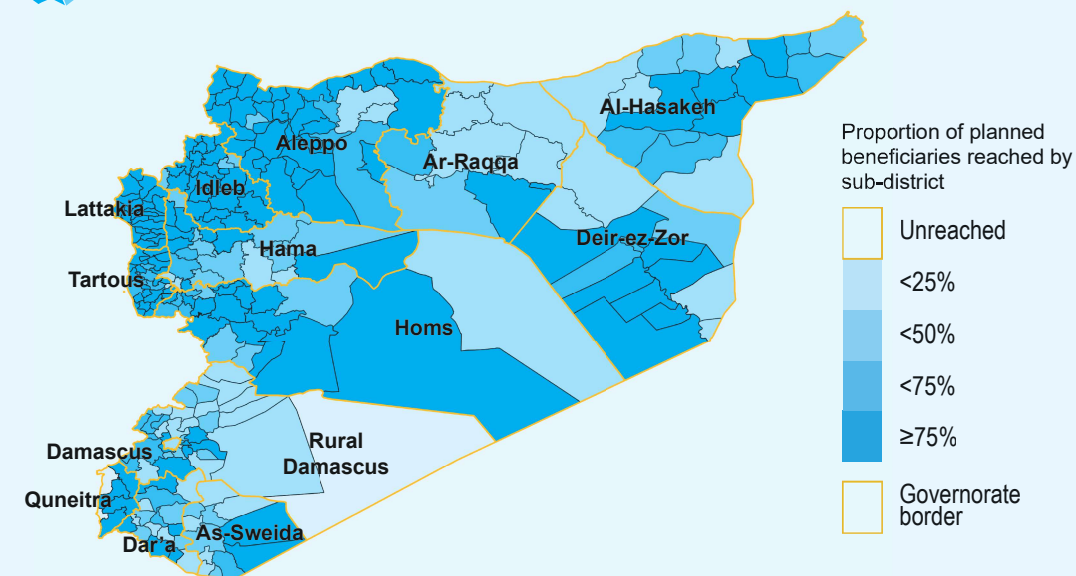 Al-Hasakeh
Aleppo
Ar-Raqqa
Idleb
Lattakia
Deir-ez-Zor
Hama
Tartous
Homs
Rural
Damascus
Damascus
Quneitra
As-Sweida
Dar'a
Proportion of planned
beneficiaries reached by
sub-district
Unreached
<25%
<50%
<75%
≥75%
Governorate
border